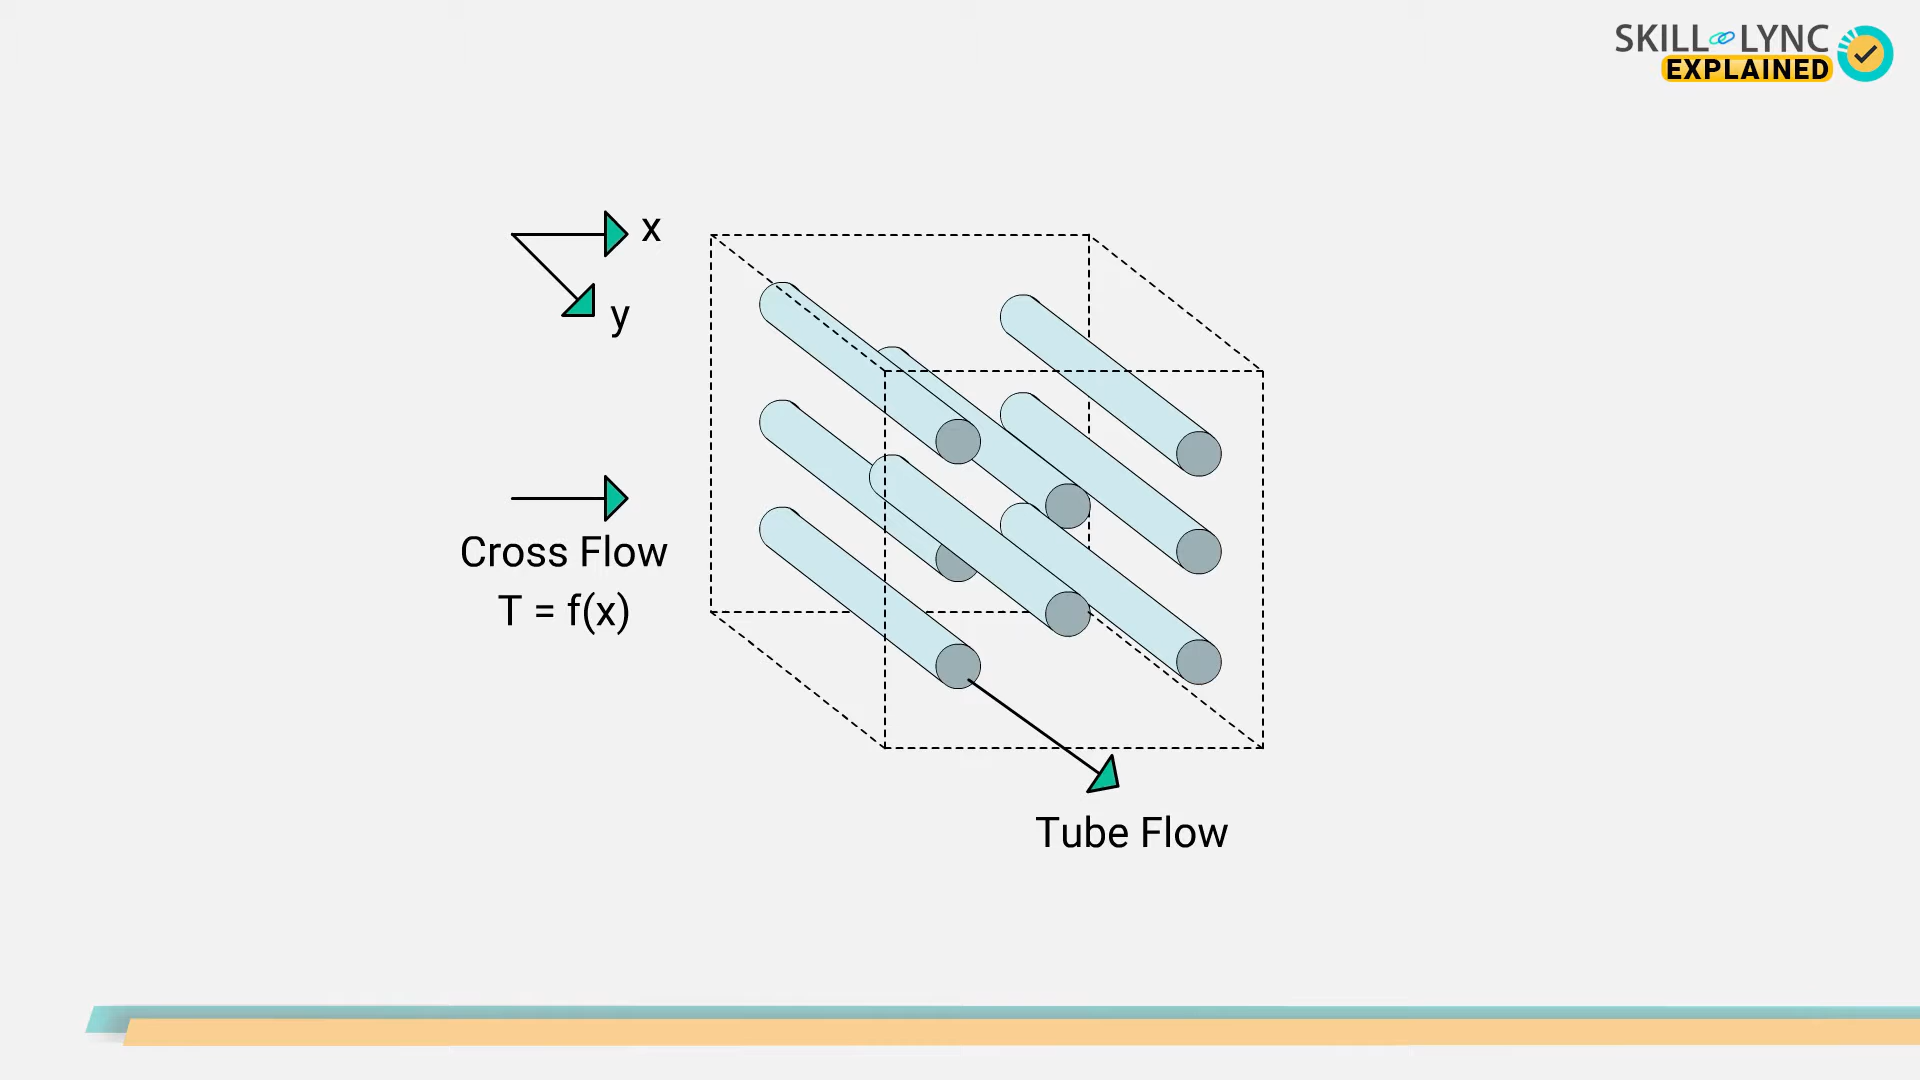 SKILL LYNC
EXPLAINED
x
y
Cross Flow
T = f(x)
Tube Flow